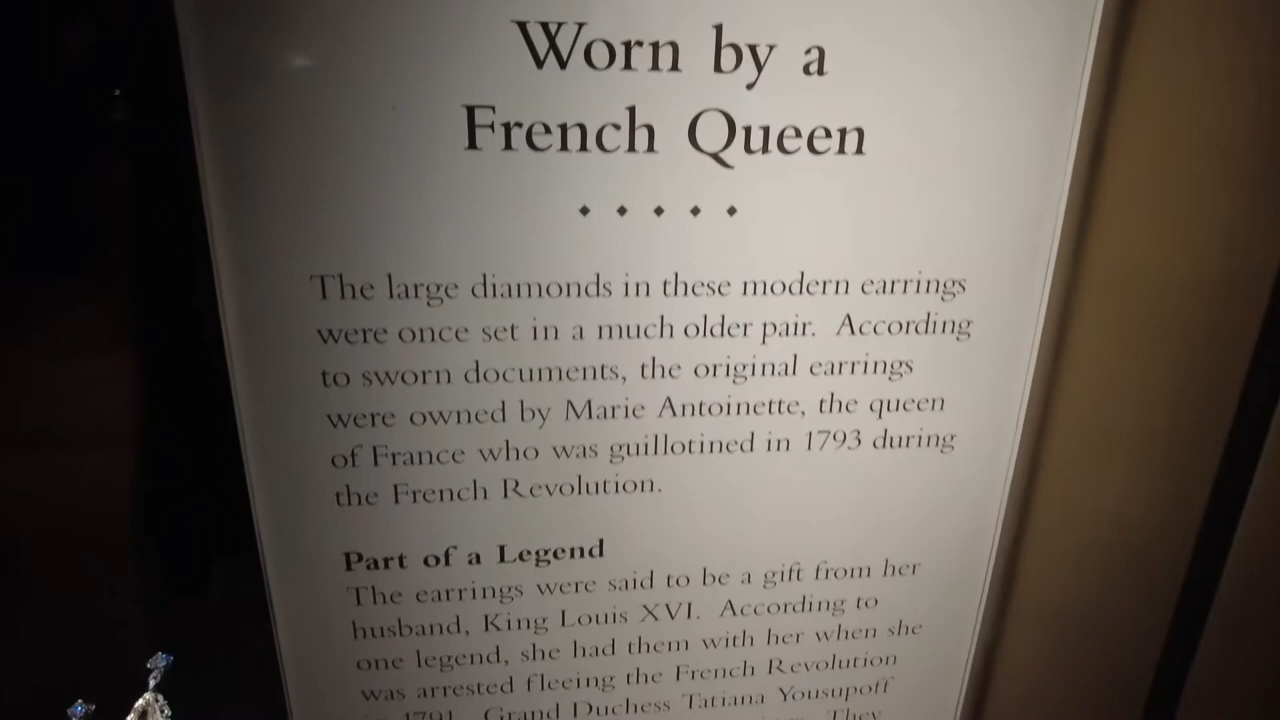 Worn by a
French Queen
The large diamonds in these modern earrings
were once set in a much older pair. According
to sworn documents, the original earrings
were owned by Marie Antoinette, the queen
of France who was guillotined in 1793 during
the French Revolution.
Part of a Legend
The earrings were said to be a gift from her
husband, King Louis XVI. According to
one legend, she had them with her when she
was arrested fleeing the French Revolution
1791. Grand Duchess Tatiana Yousupoff
They